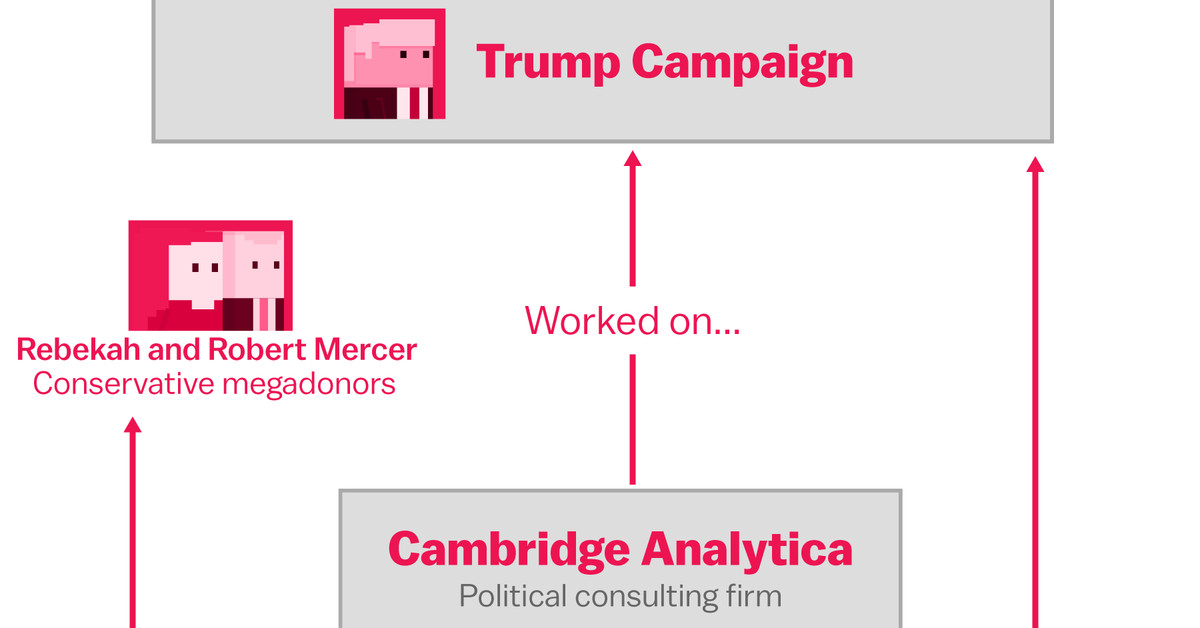 Trump Campaign
Rebekah and Robert Mercer
Conservative megadonors
Worked on...
Cambridge Analytica
Political consulting firm